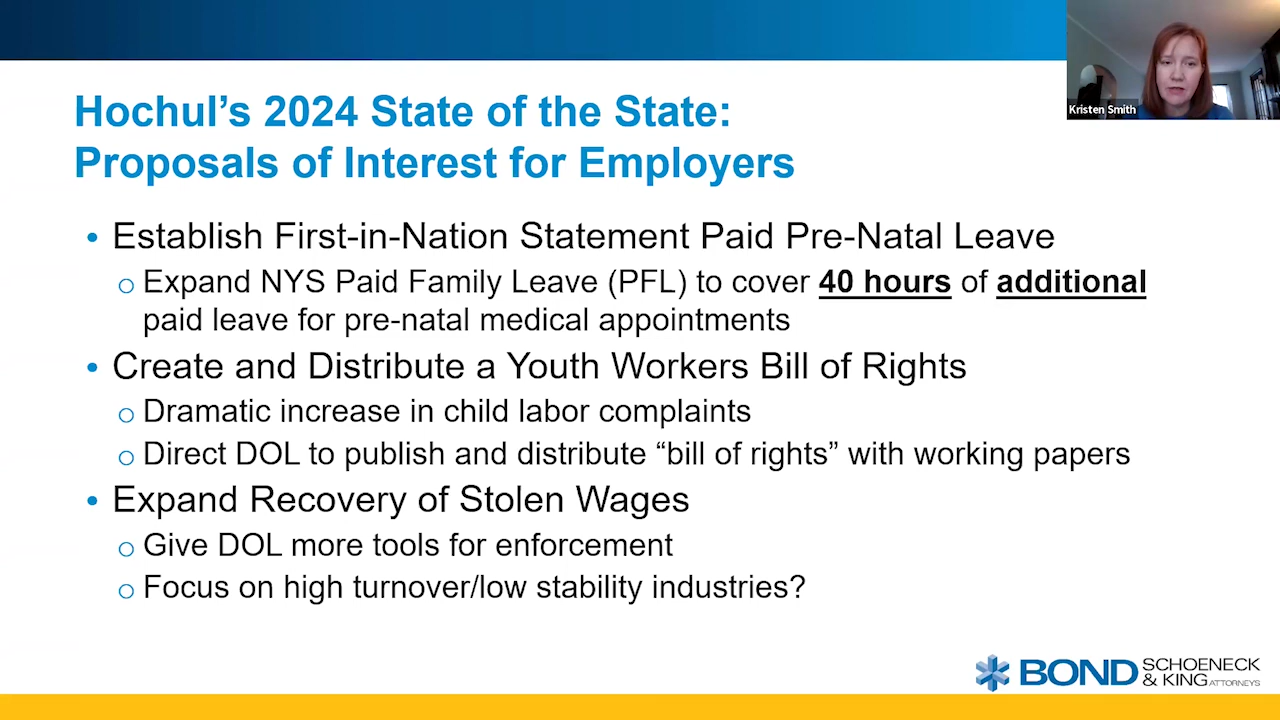 Kristen Smith
Hochul’s 2024 State of the State:
Proposals of Interest for Employers
• Establish First-in-Nation Statement Paid Pre-Natal Leave
o Expand NYS Paid Family Leave (PFL) to cover 40 hours of additional
paid leave for pre-natal medical appointments
• Create and Distribute a Youth Workers Bill of Rights
o Dramatic increase in child labor complaints
o Direct DOL to publish and distribute “bill of rights” with working papers
• Expand Recovery of Stolen Wages
o Give DOL more tools for enforcement
o Focus on high turnover/low stability industries?
BOND SCHOENECK
& KING ATTORNEYS